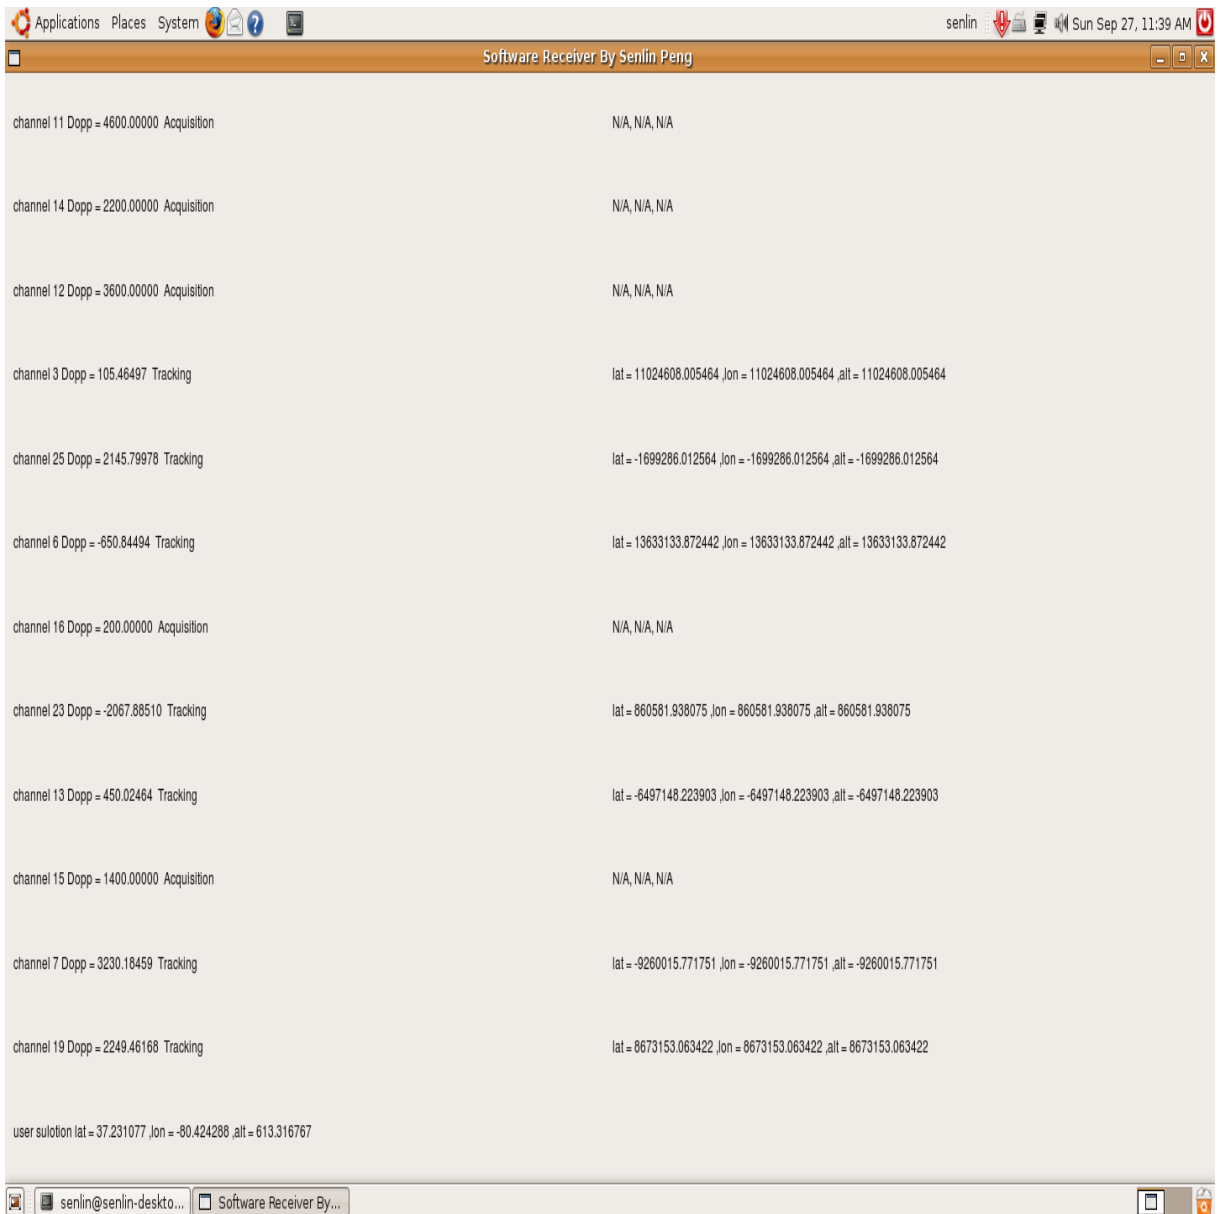 Applications Places System senlin Sun Sep 27, 11:39 AM
Software Receiver By Senlin Peng
channel 11 Dopp = 4600.00000 Acquisition N/A, N/A, N/A
channel 14 Dopp = 2200.00000 Acquisition N/A, N/A, N/A
channel 12 Dopp = 3600.00000 Acquisition N/A, N/A, N/A
channel 3 Dopp = 105.46497 Tracking lat = 11024608.005464 ,lon = 11024608.005464 ,alt = 11024608.005464
channel 25 Dopp = 2145.79978 Tracking lat = -1699286.012564 ,lon = -1699286.012564 ,alt = -1699286.012564
channel 6 Dopp = -650.84494 Tracking lat = 13633133.872442 ,lon = 13633133.872442 ,alt = 13633133.872442
channel 16 Dopp = 200.00000 Acquisition N/A, N/A, N/A
channel 23 Dopp = -2067.88510 Tracking lat = 860581.938075 ,lon = 860581.938075 ,alt = 860581.938075
channel 13 Dopp = 450.02464 Tracking lat = -6497148.223903 ,lon = -6497148.223903 ,alt = -6497148.223903
channel 15 Dopp = 1400.00000 Acquisition N/A, N/A, N/A
channel 7 Dopp = 3230.18459 Tracking lat = -9260015.771751 ,lon = -9260015.771751 ,alt = -9260015.771751
channel 19 Dopp = 2249.46168 Tracking lat = 8673153.063422 ,lon = 8673153.063422 ,alt = 8673153.063422
user sulotion lat = 37.231077 ,lon = -80.424288 ,alt = 613.316767
senlin@senlin-deskto... Software Receiver By...